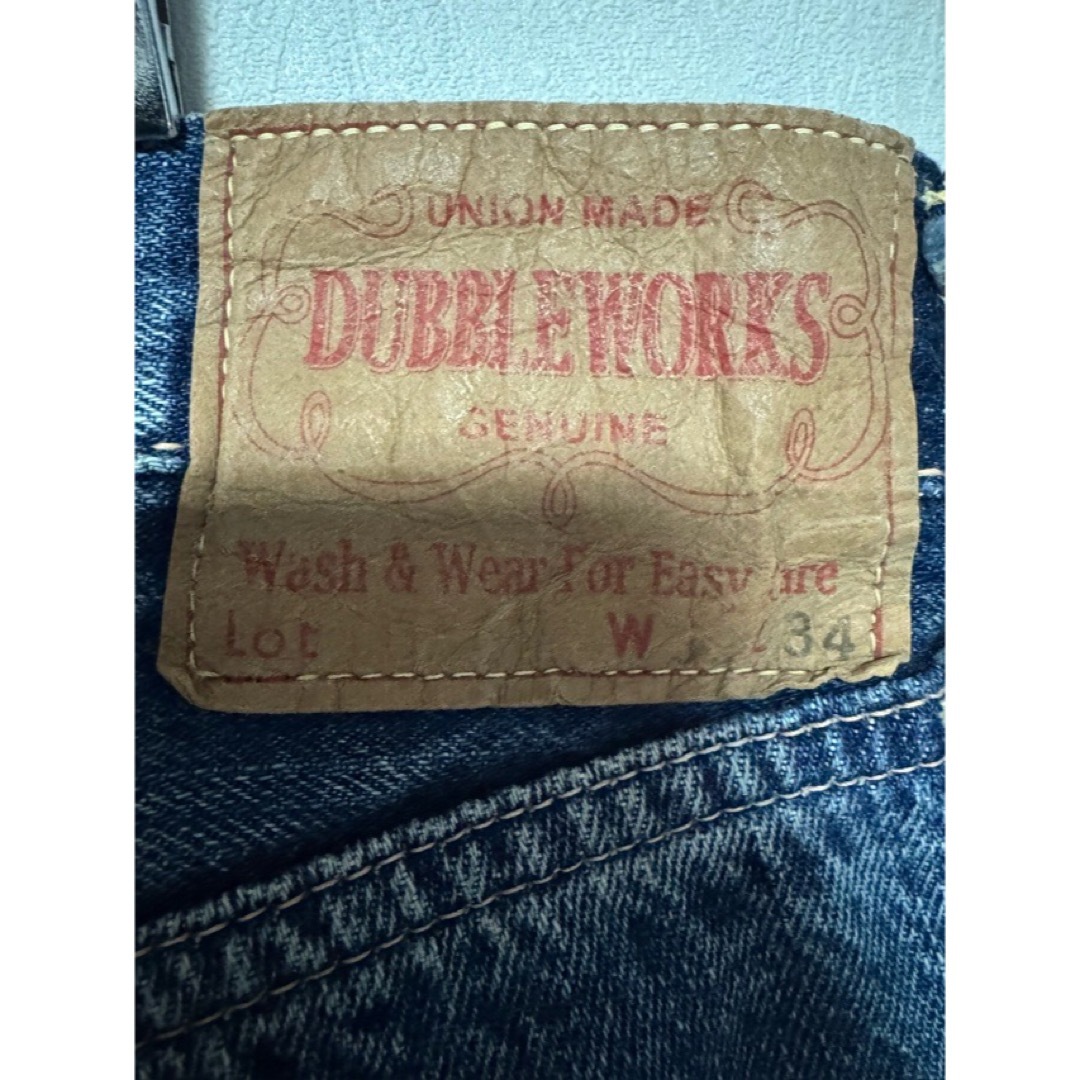 UNION MADE
DUBBLEWORKS
GENUINE
Wash & Wear For Easy
Lot W L 34